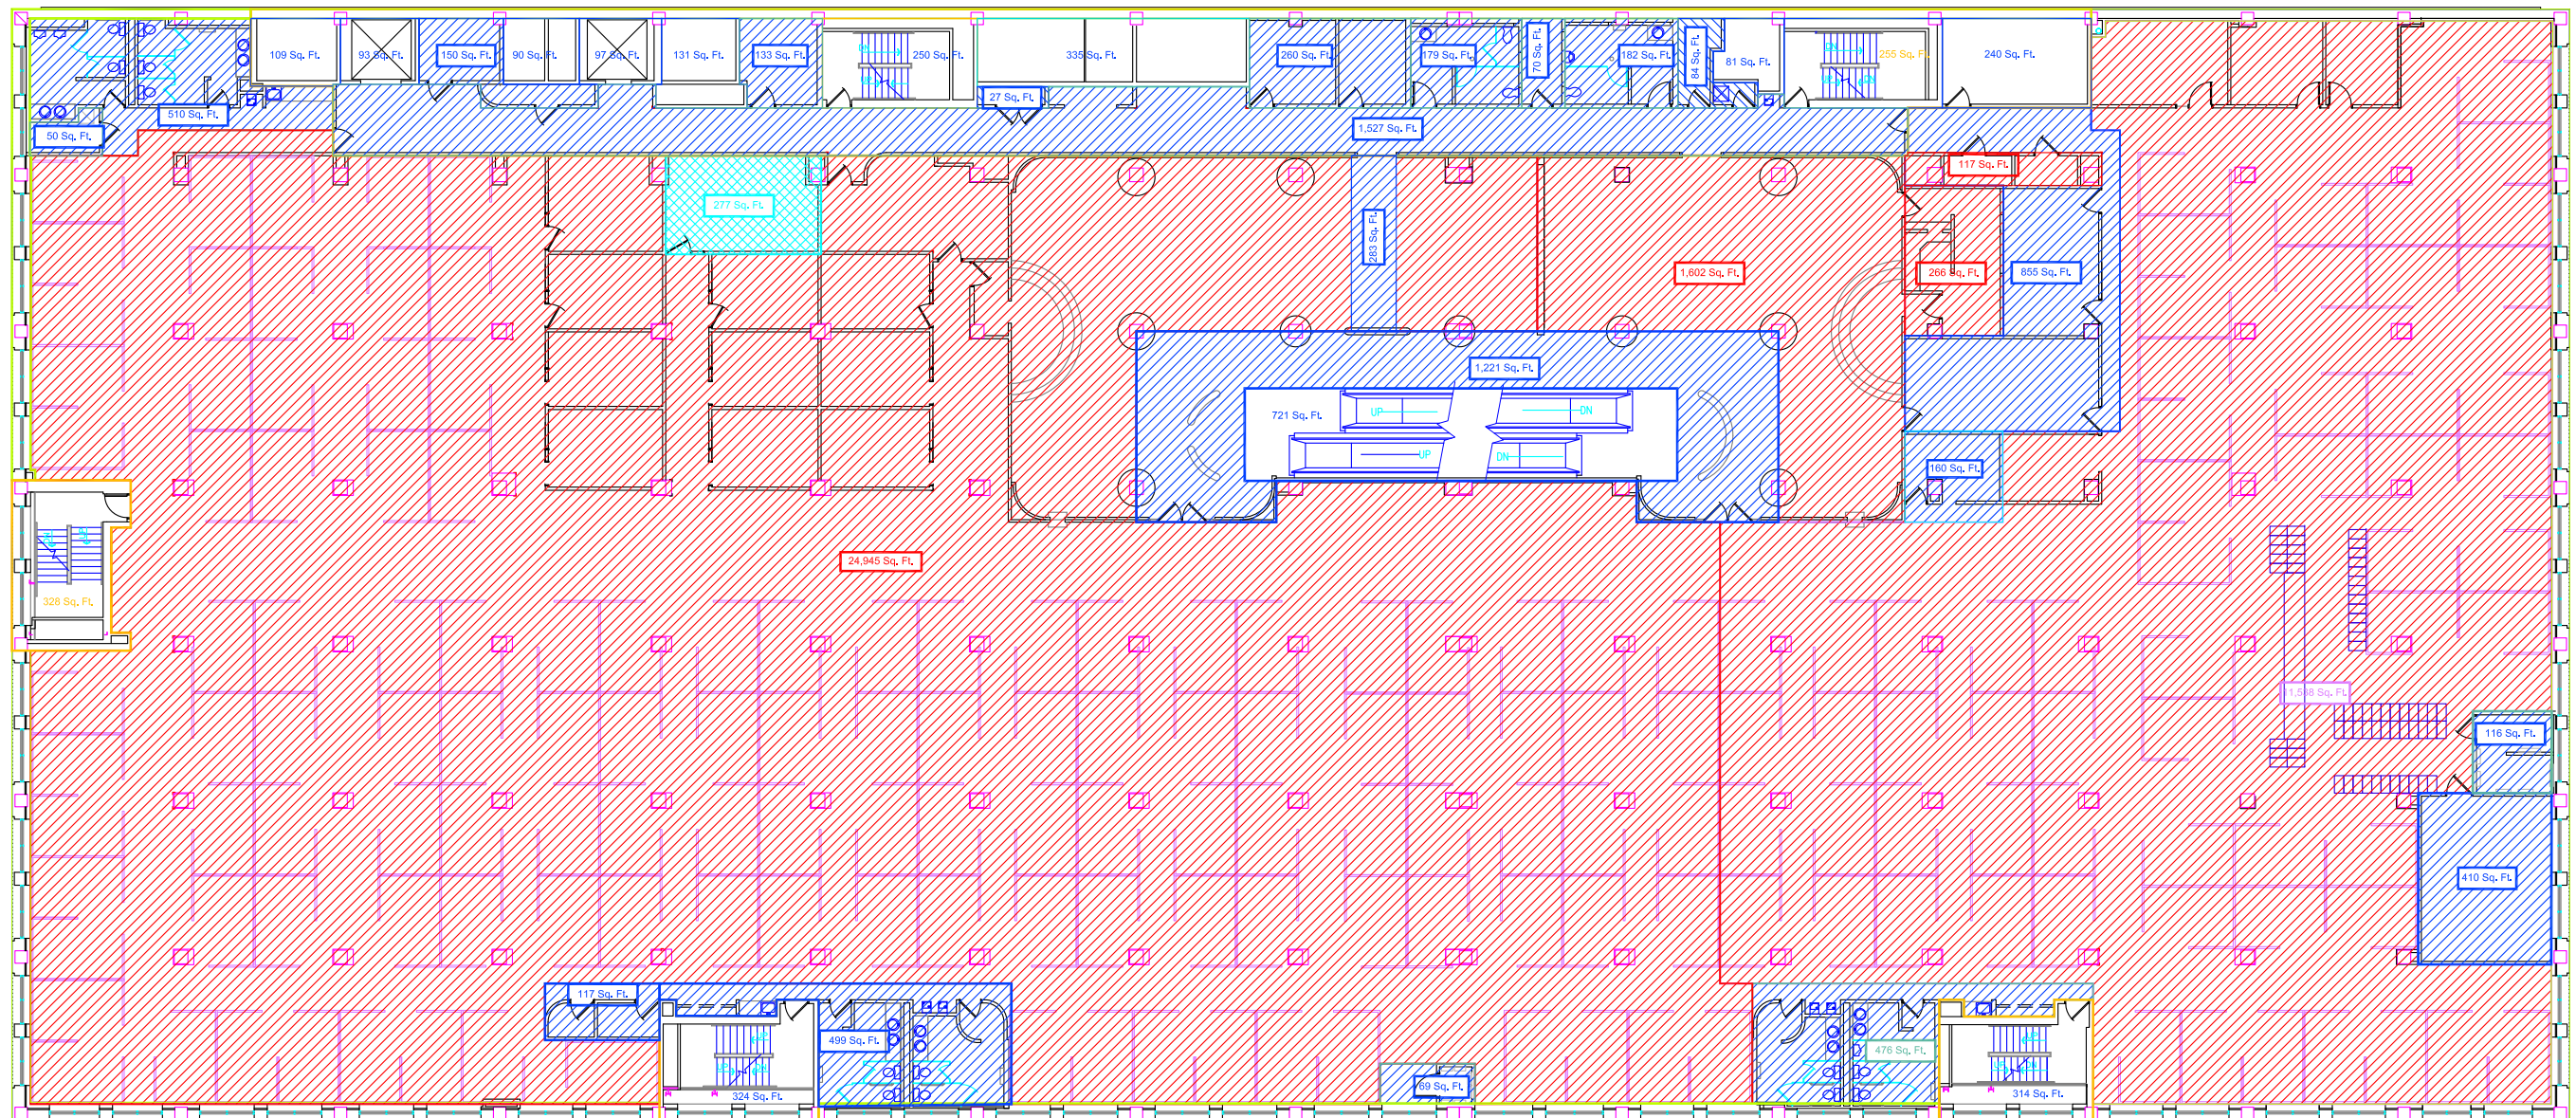 109 Sq. Ft.
93 Sq. Ft.
150 Sq. Ft.
90 Sq. Ft.
97 Sq. Ft.
131 Sq. Ft.
133 Sq. Ft.
250 Sq. Ft.
335 Sq. Ft.
260 Sq. Ft.
179 Sq. Ft.
70 Sq. Ft.
182 Sq. Ft.
84 Sq. Ft.
81 Sq. Ft.
255 Sq. Ft.
240 Sq. Ft.
27 Sq. Ft.
510 Sq. Ft.
50 Sq. Ft.
1,527 Sq. Ft.
117 Sq. Ft.
277 Sq. Ft.
283 Sq. Ft.
1,602 Sq. Ft.
266 Sq. Ft.
855 Sq. Ft.
1,221 Sq. Ft.
721 Sq. Ft.
UP
DN
UP
DN
160 Sq. Ft.
24,945 Sq. Ft.
328 Sq. Ft.
Sq. Ft.
116 Sq. Ft.
410 Sq. Ft.
117 Sq. Ft.
499 Sq. Ft.
476 Sq. Ft.
69 Sq. Ft.
324 Sq. Ft.
314 Sq. Ft.